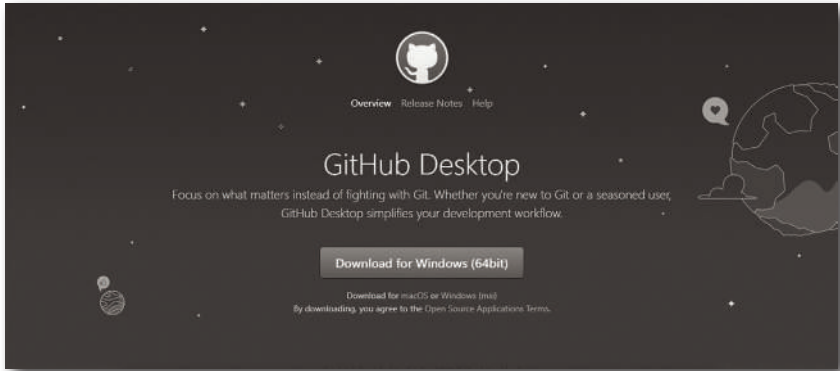 Overview Release Notes Help
GitHub Desktop
Focus on what matters instead of fighting with Git. Whether you're new to Git or a seasoned user,
GitHub Desktop simplifies your development workflow.
Download for Windows (64bit)
Download for macOS or Windows (msi)
By downloading, you agree to the Open Source Applications Terms.